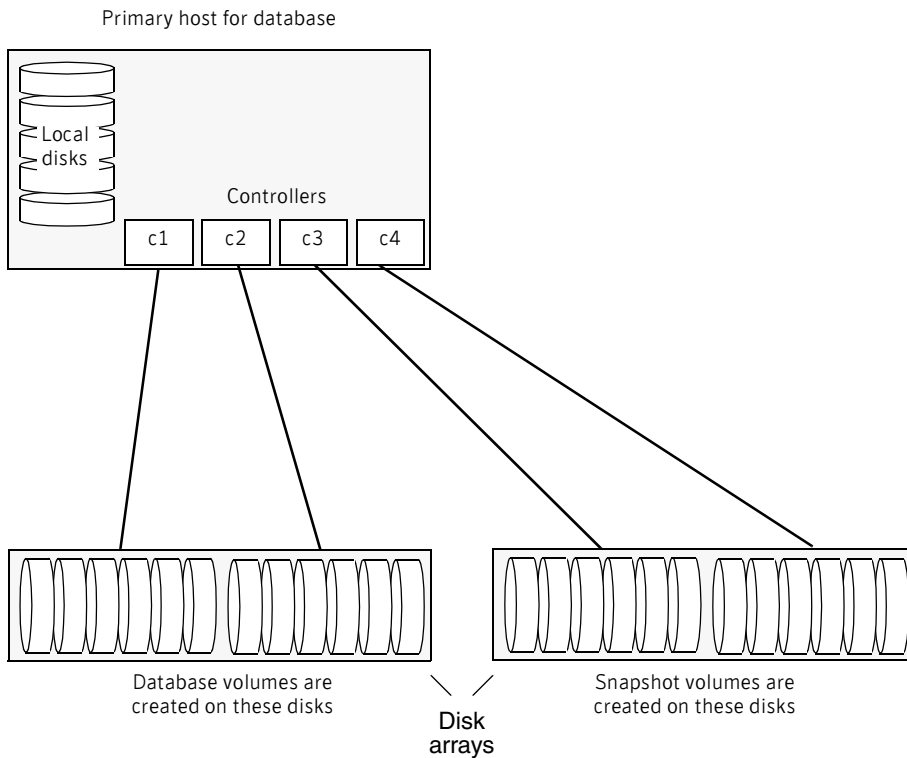 Primary host for database
Local
disks
Controllers
c1
c2
c3
c4
Database volumes are
created on these disks
Snapshot volumes are
created on these disks
Disk
arrays